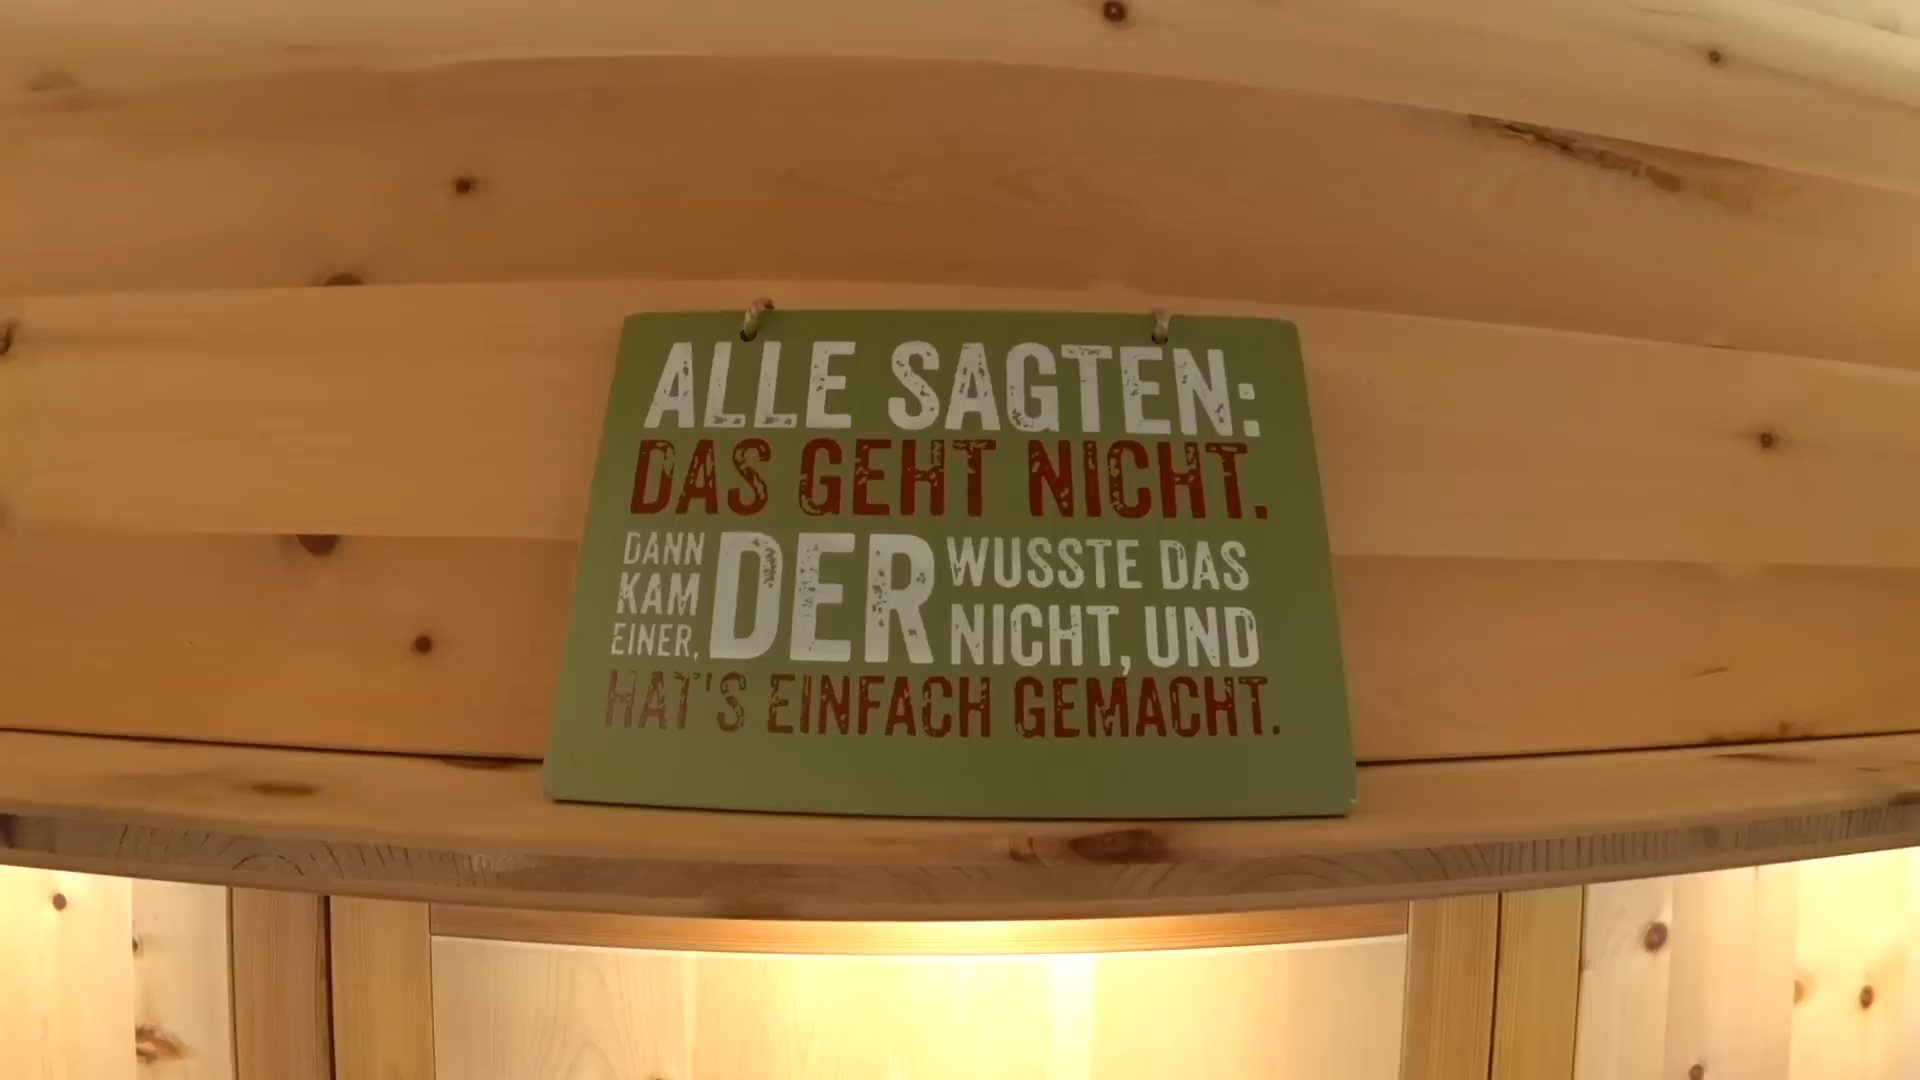 ALLE SAGTEN:
DAS GEHT NICHT.
DANN
KAM
EINER,
DER
WUSSTE DAS
NICHT, UND
HAT'S EINFACH GEMACHT.